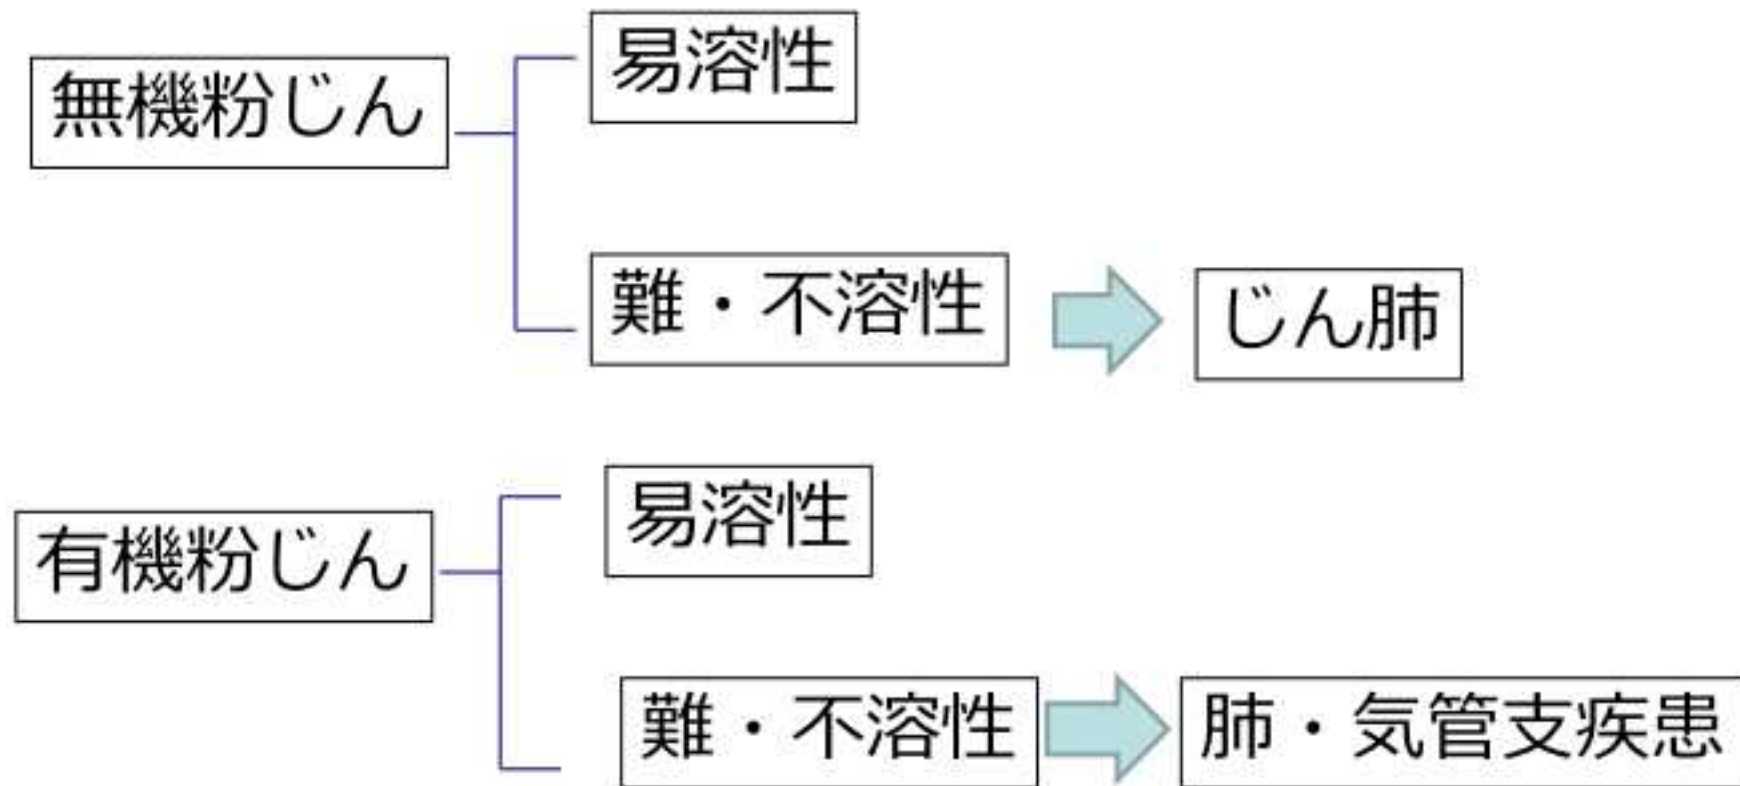 無機粉じん
易溶性
難・不溶性
じん肺
有機粉じん
易溶性
難・不溶性
肺・気管支疾患